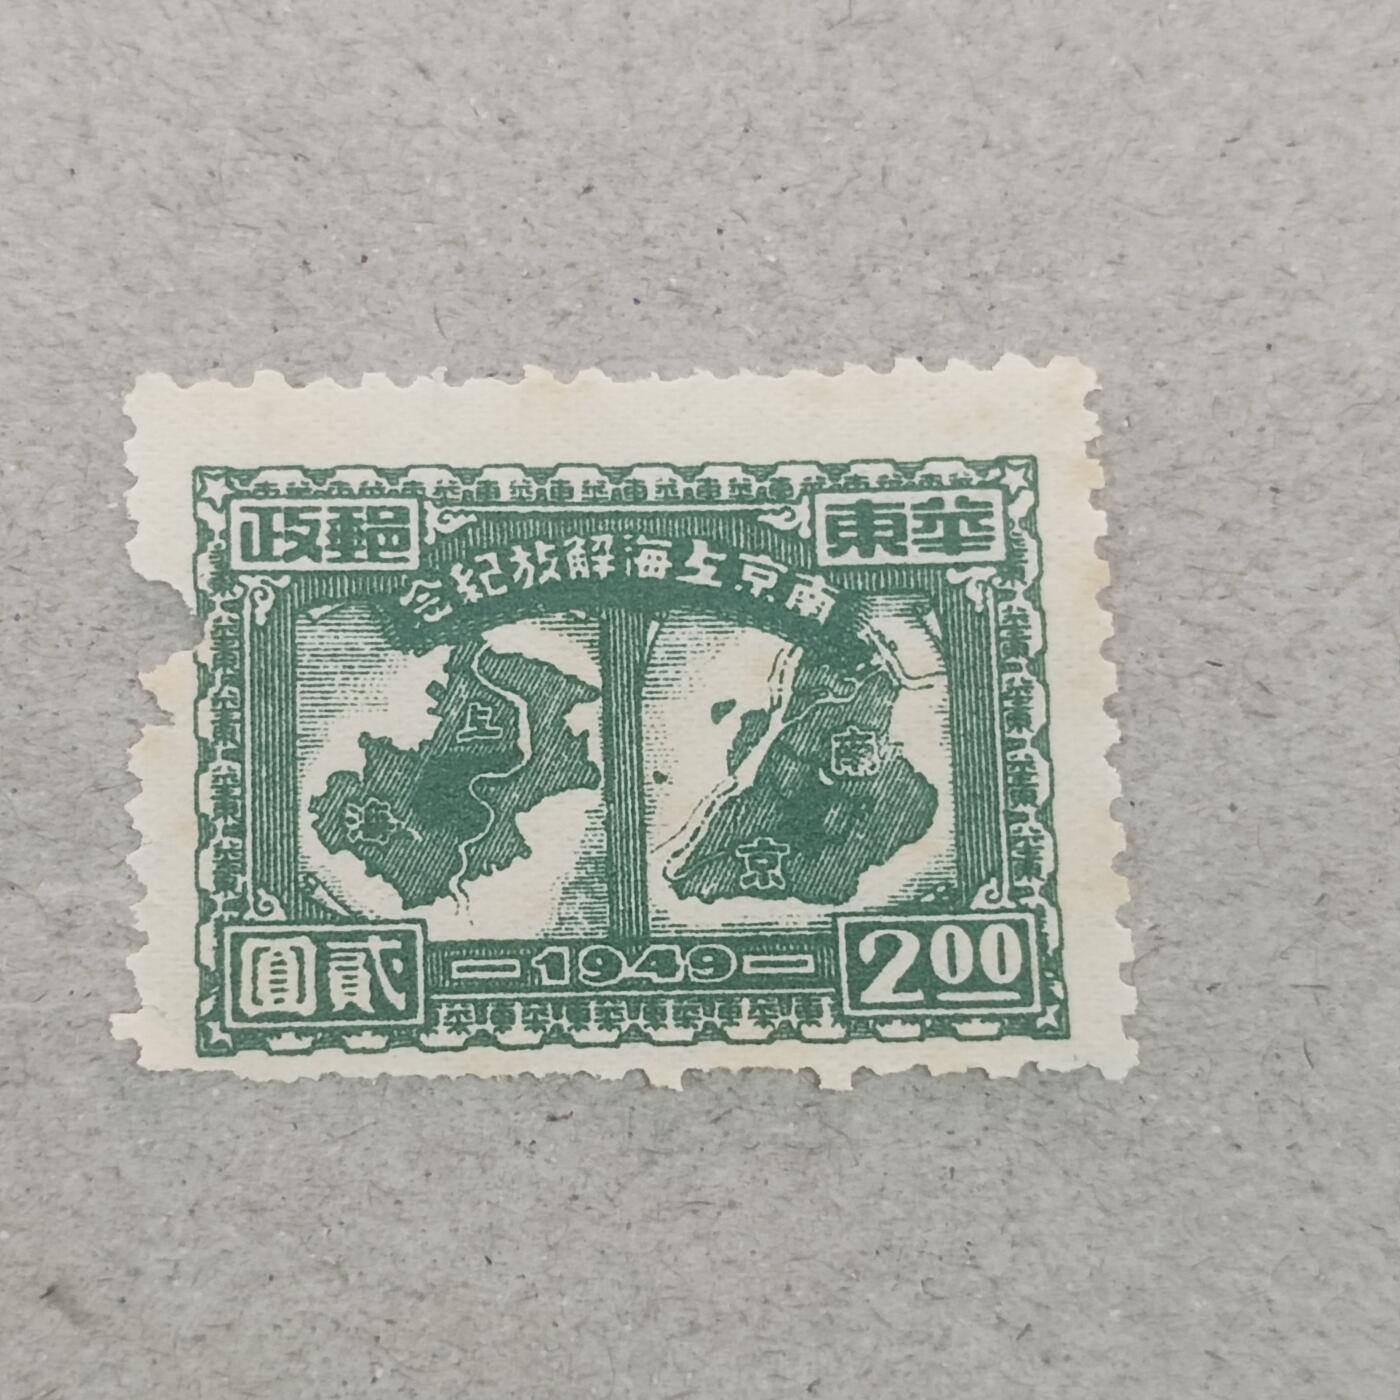 華東郵政
南京上海解放紀念
上海
南京
貳圓
1949
2.00